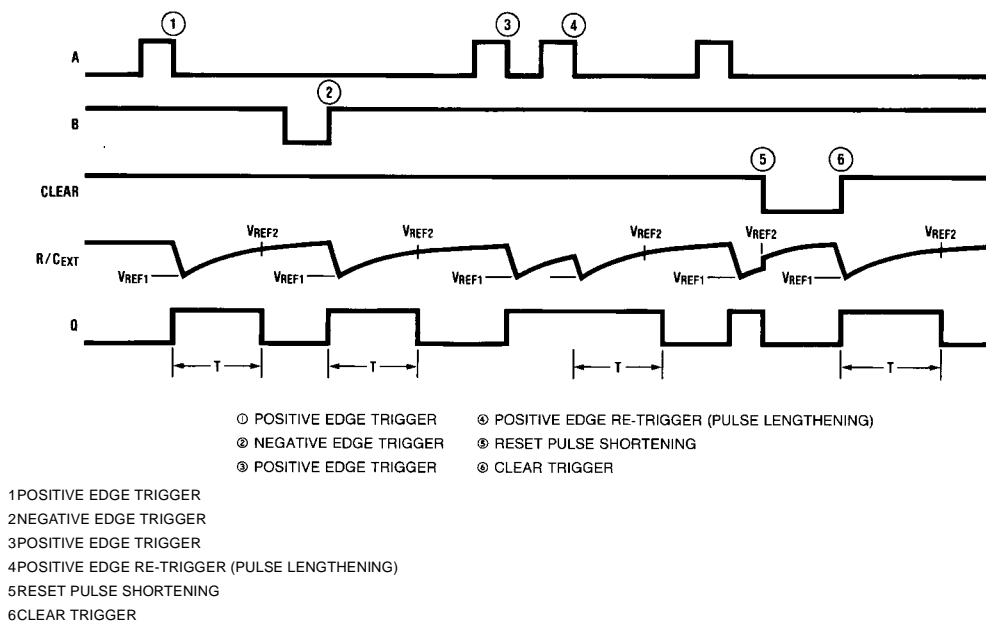 ① ③ ④
A
②
B
⑤ ⑥
CLEAR
VREF2 VREF2 VREF2 VREF2 VREF2
R/CEXT
VREF1 VREF1 VREF1 VREF1 VREF1
Q
T T T T
① POSITIVE EDGE TRIGGER ④ POSITIVE EDGE RE-TRIGGER (PULSE LENGTHENING)
② NEGATIVE EDGE TRIGGER ⑤ RESET PULSE SHORTENING
③ POSITIVE EDGE TRIGGER ⑥ CLEAR TRIGGER
1POSITIVE EDGE TRIGGER
2NEGATIVE EDGE TRIGGER
3POSITIVE EDGE TRIGGER
4POSITIVE EDGE RE-TRIGGER (PULSE LENGTHENING)
5RESET PULSE SHORTENING
6CLEAR TRIGGER